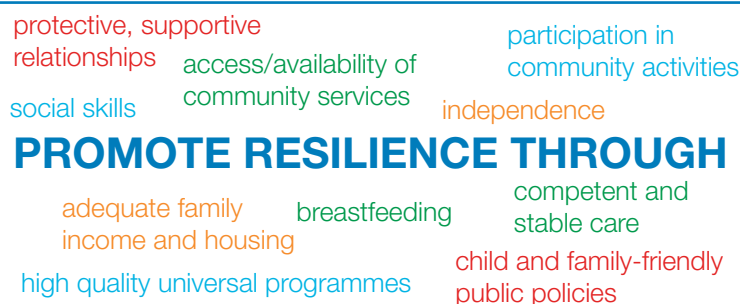 protective, supportive
relationships
access/availability of
community services
participation in
community activities
social skills
independence
PROMOTE RESILIENCE THROUGH
adequate family
income and housing
breastfeeding
competent and
stable care
high quality universal programmes
child and family-friendly
public policies